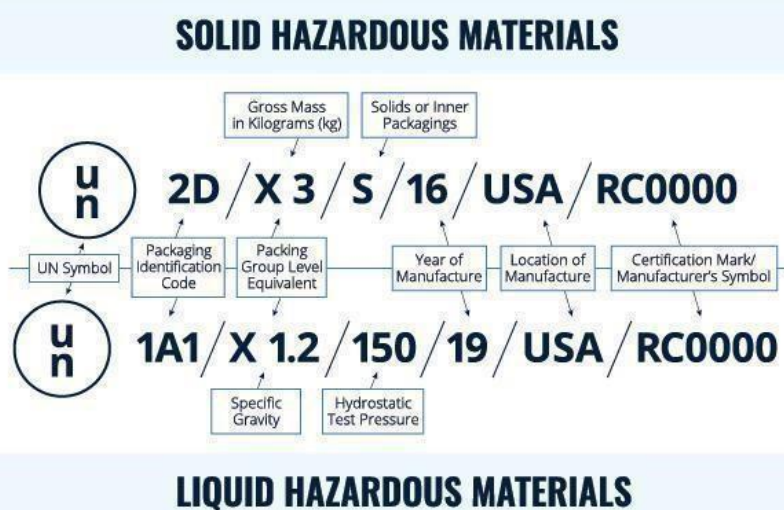 SOLID HAZARDOUS MATERIALS
Gross Mass
in Kilograms (kg)
Solids or Inner
Packagings
u
n
2D / X 3 / S / 16 / USA / RC0000
UN Symbol
Packaging
Identification
Code
Packing
Group Level
Equivalent
Year of
Manufacture
Location of
Manufacture
Certification Mark/
Manufacturer's Symbol
u
n
1A1 / X 1.2 / 150 / 19 / USA / RC0000
Specific
Gravity
Hydrostatic
Test Pressure
LIQUID HAZARDOUS MATERIALS